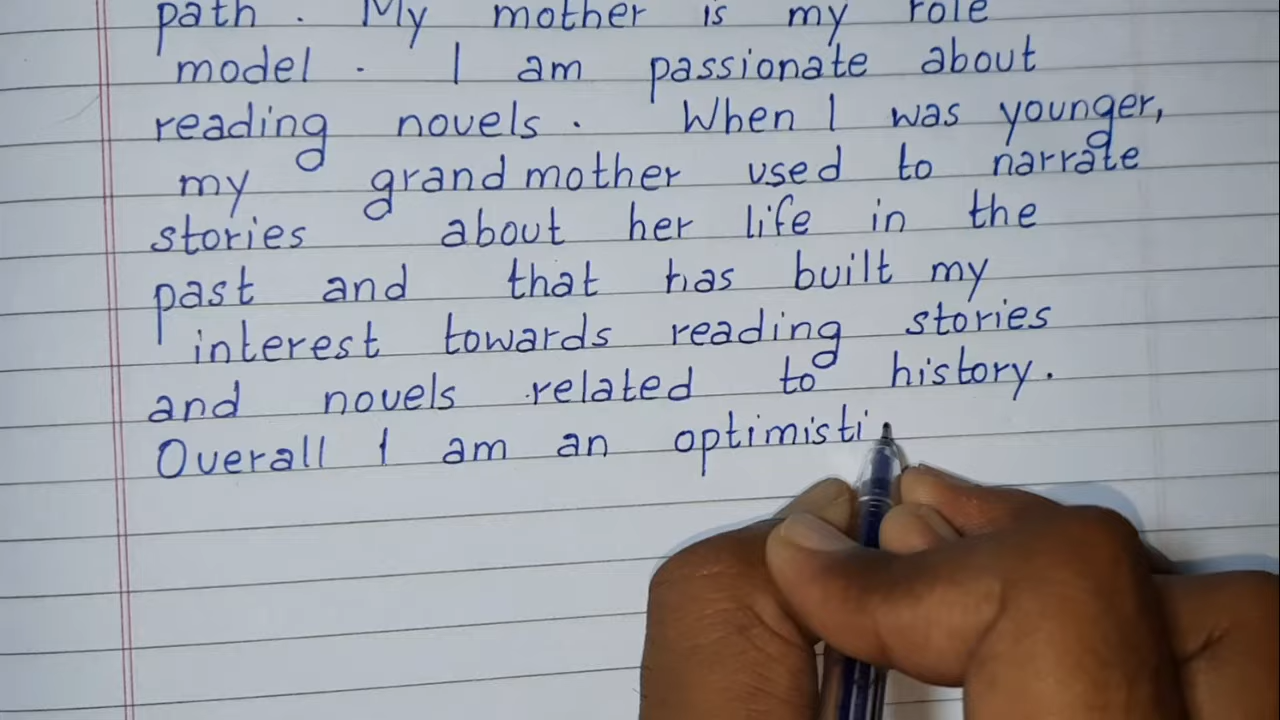 path. My mother is my role
model. I am passionate about
reading novels. When I was younger,
my grandmother used to narrate
stories about her life in the
past and that has built my
interest towards reading stories
and novels related to history.
Overall I am an optimisti